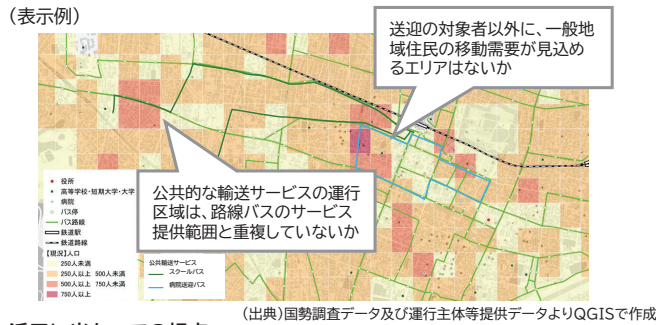 （表示例）
送迎の対象者以外に、一般地
域住民の移動需要が見込め
るエリアはないか
公共的な輸送サービスの運行
区域は、路線バスのサービス
提供範囲と重複していないか
役所
高等学校・短期大学・大学
病院
バス停
バス路線
鉄道駅
鉄道路線
【現況】人口
250人未満
250人以上 500人未満
500人以上 750人未満
750人以上
公共輸送サービス
スクールバス
病院送迎バス
（出典）国勢調査データ及び運行主体等提供データよりQGISで作成